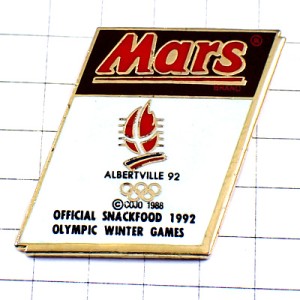 Mars®
ALBERTVILLE 92
© COJO 1988
OFFICIAL SNACKFOOD 1992
OLYMPIC WINTER GAMES